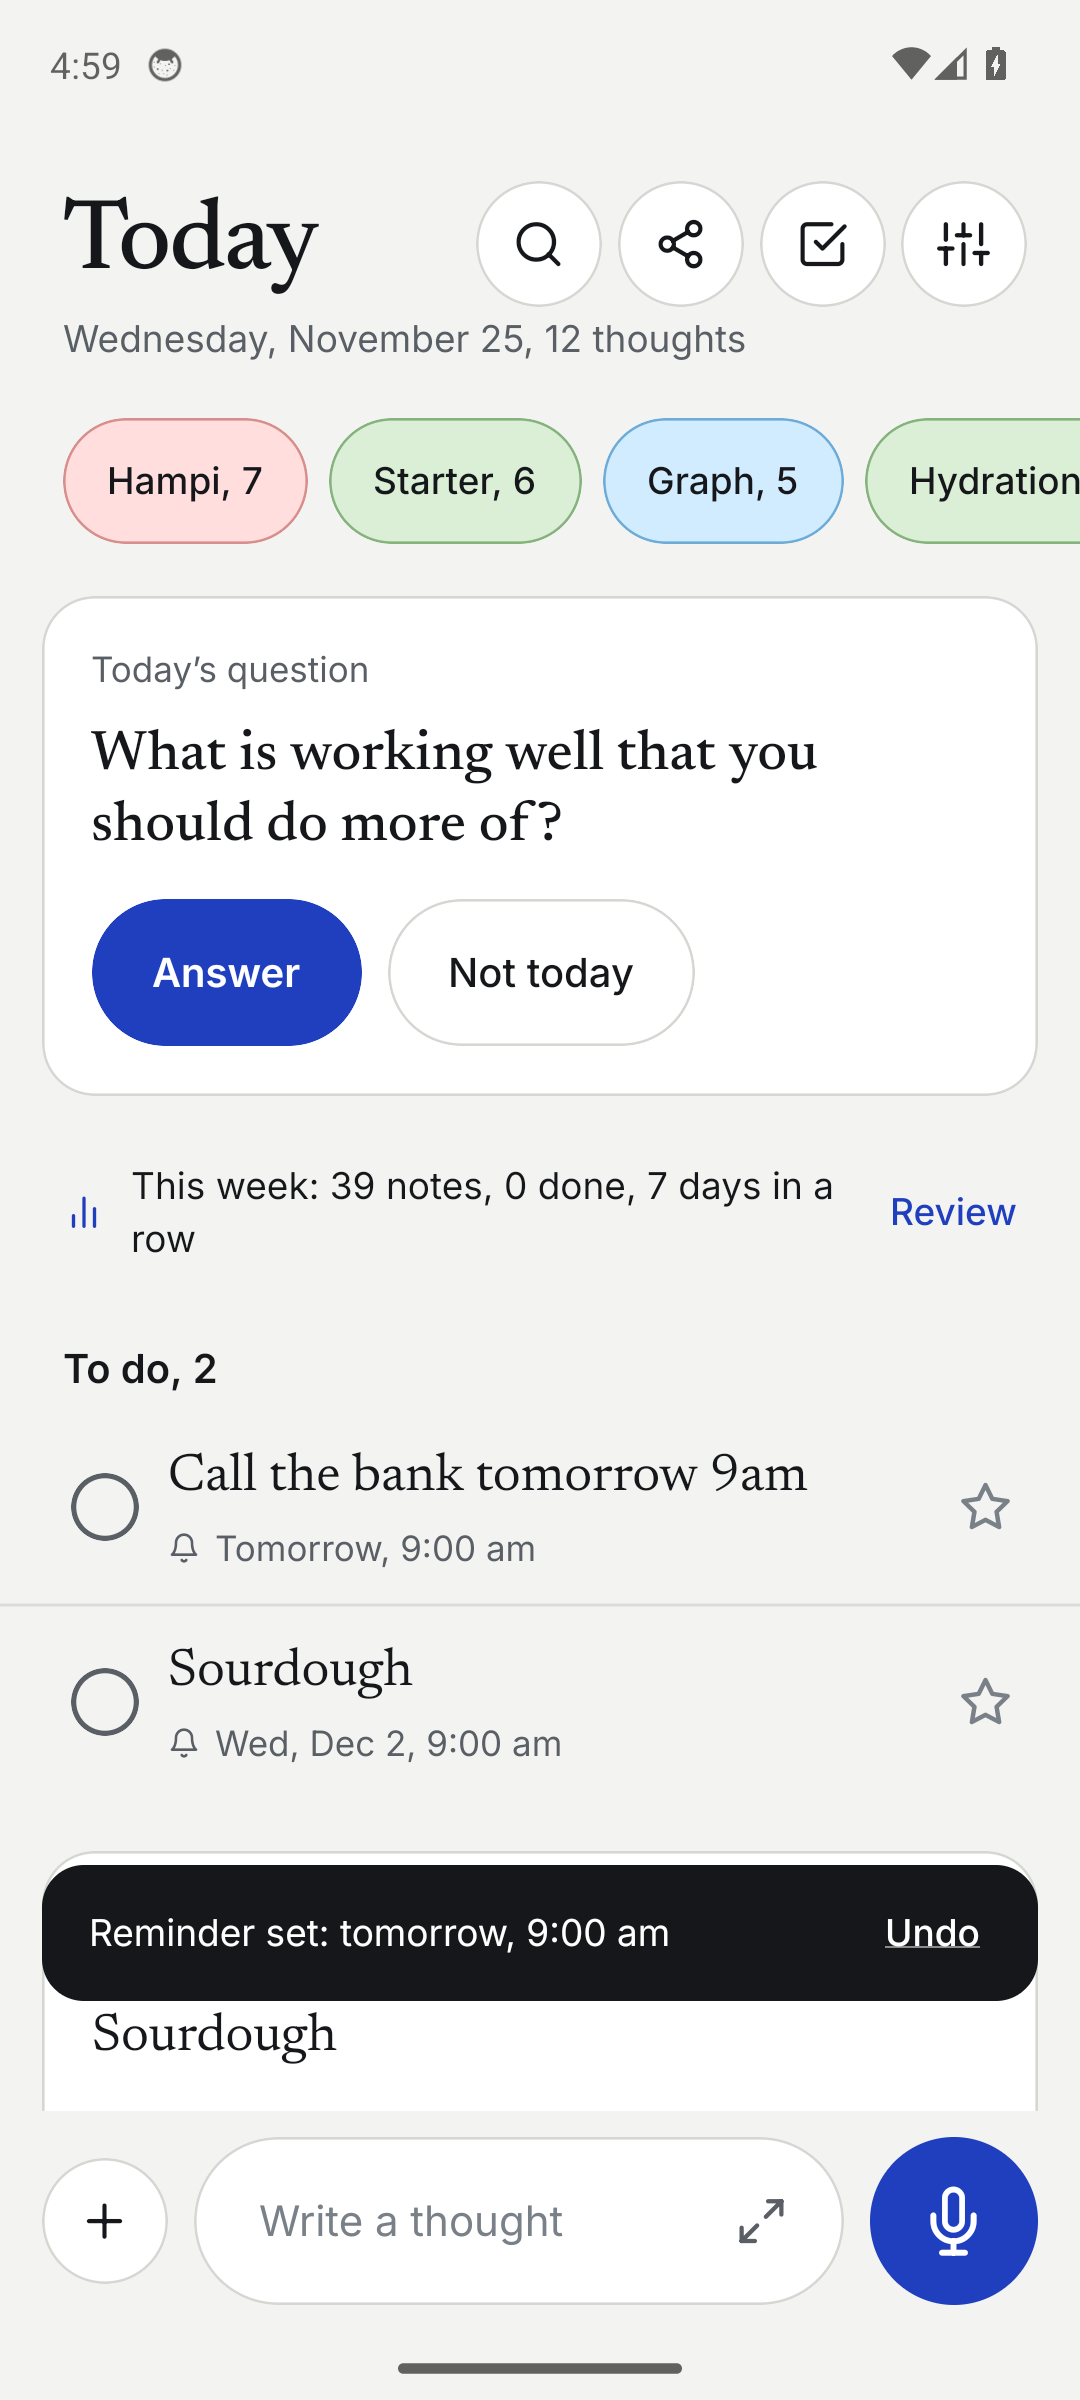 4:59
Today
Wednesday, November 25, 12 thoughts
Hampi, 7
Starter, 6
Graph, 5
Hydration
Today’s question
What is working well that you
should do more of?
Answer
Not today
This week: 39 notes, 0 done, 7 days in a
row
Review
To do, 2
Call the bank tomorrow 9am
Tomorrow, 9:00 am
Sourdough
Wed, Dec 2, 9:00 am
Reminder set: tomorrow, 9:00 am
Undo
Sourdough
Write a thought